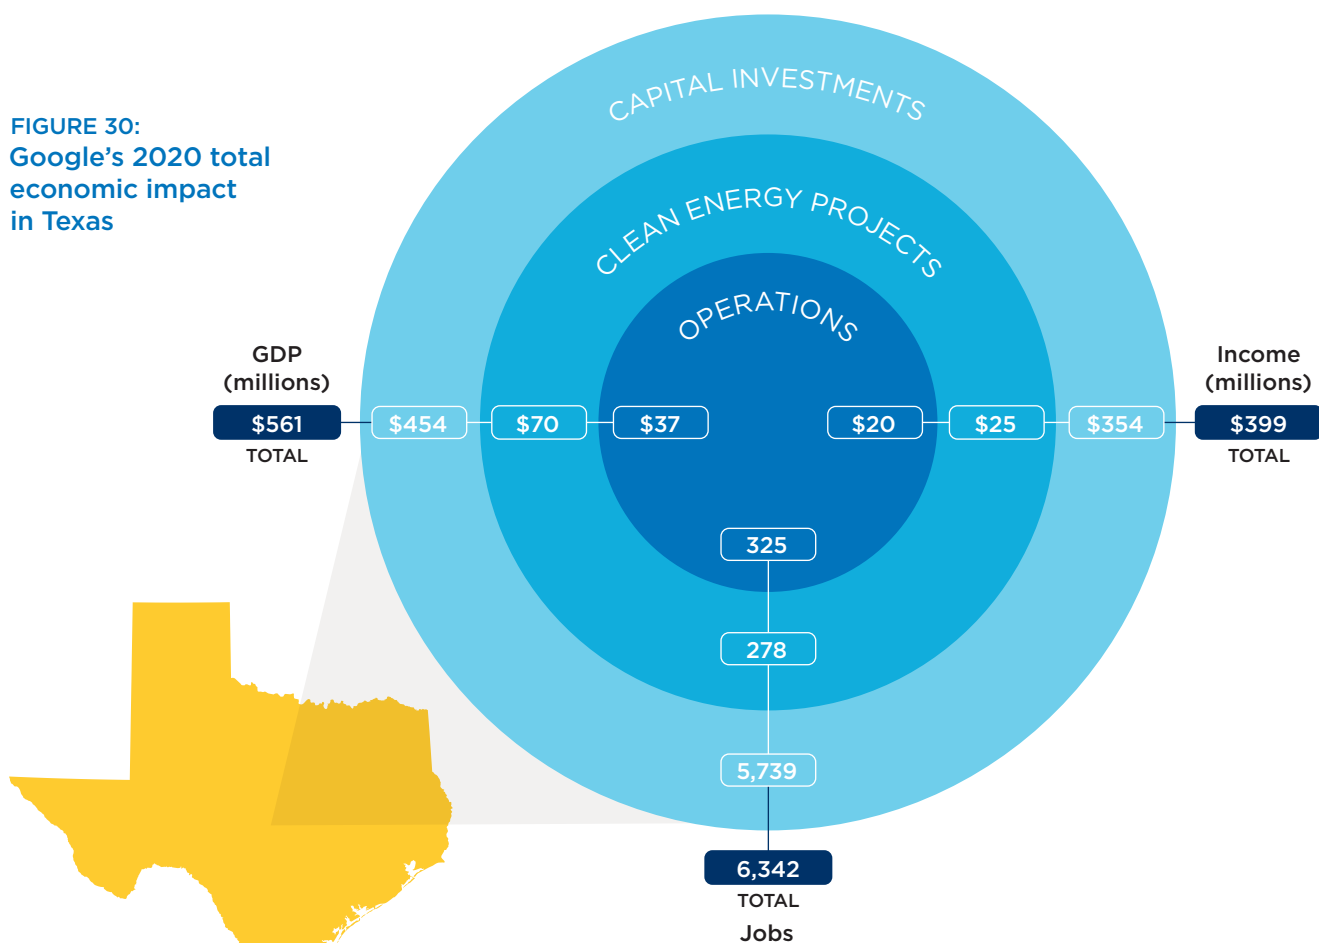 FIGURE 30:
Google’s 2020 total
economic impact
in Texas
CAPITAL INVESTMENTS
CLEAN ENERGY PROJECTS
OPERATIONS
GDP
(millions)
$561
TOTAL
$454
$70
$37
$20
$25
$354
Income
(millions)
$399
TOTAL
325
278
5,739
6,342
TOTAL
Jobs